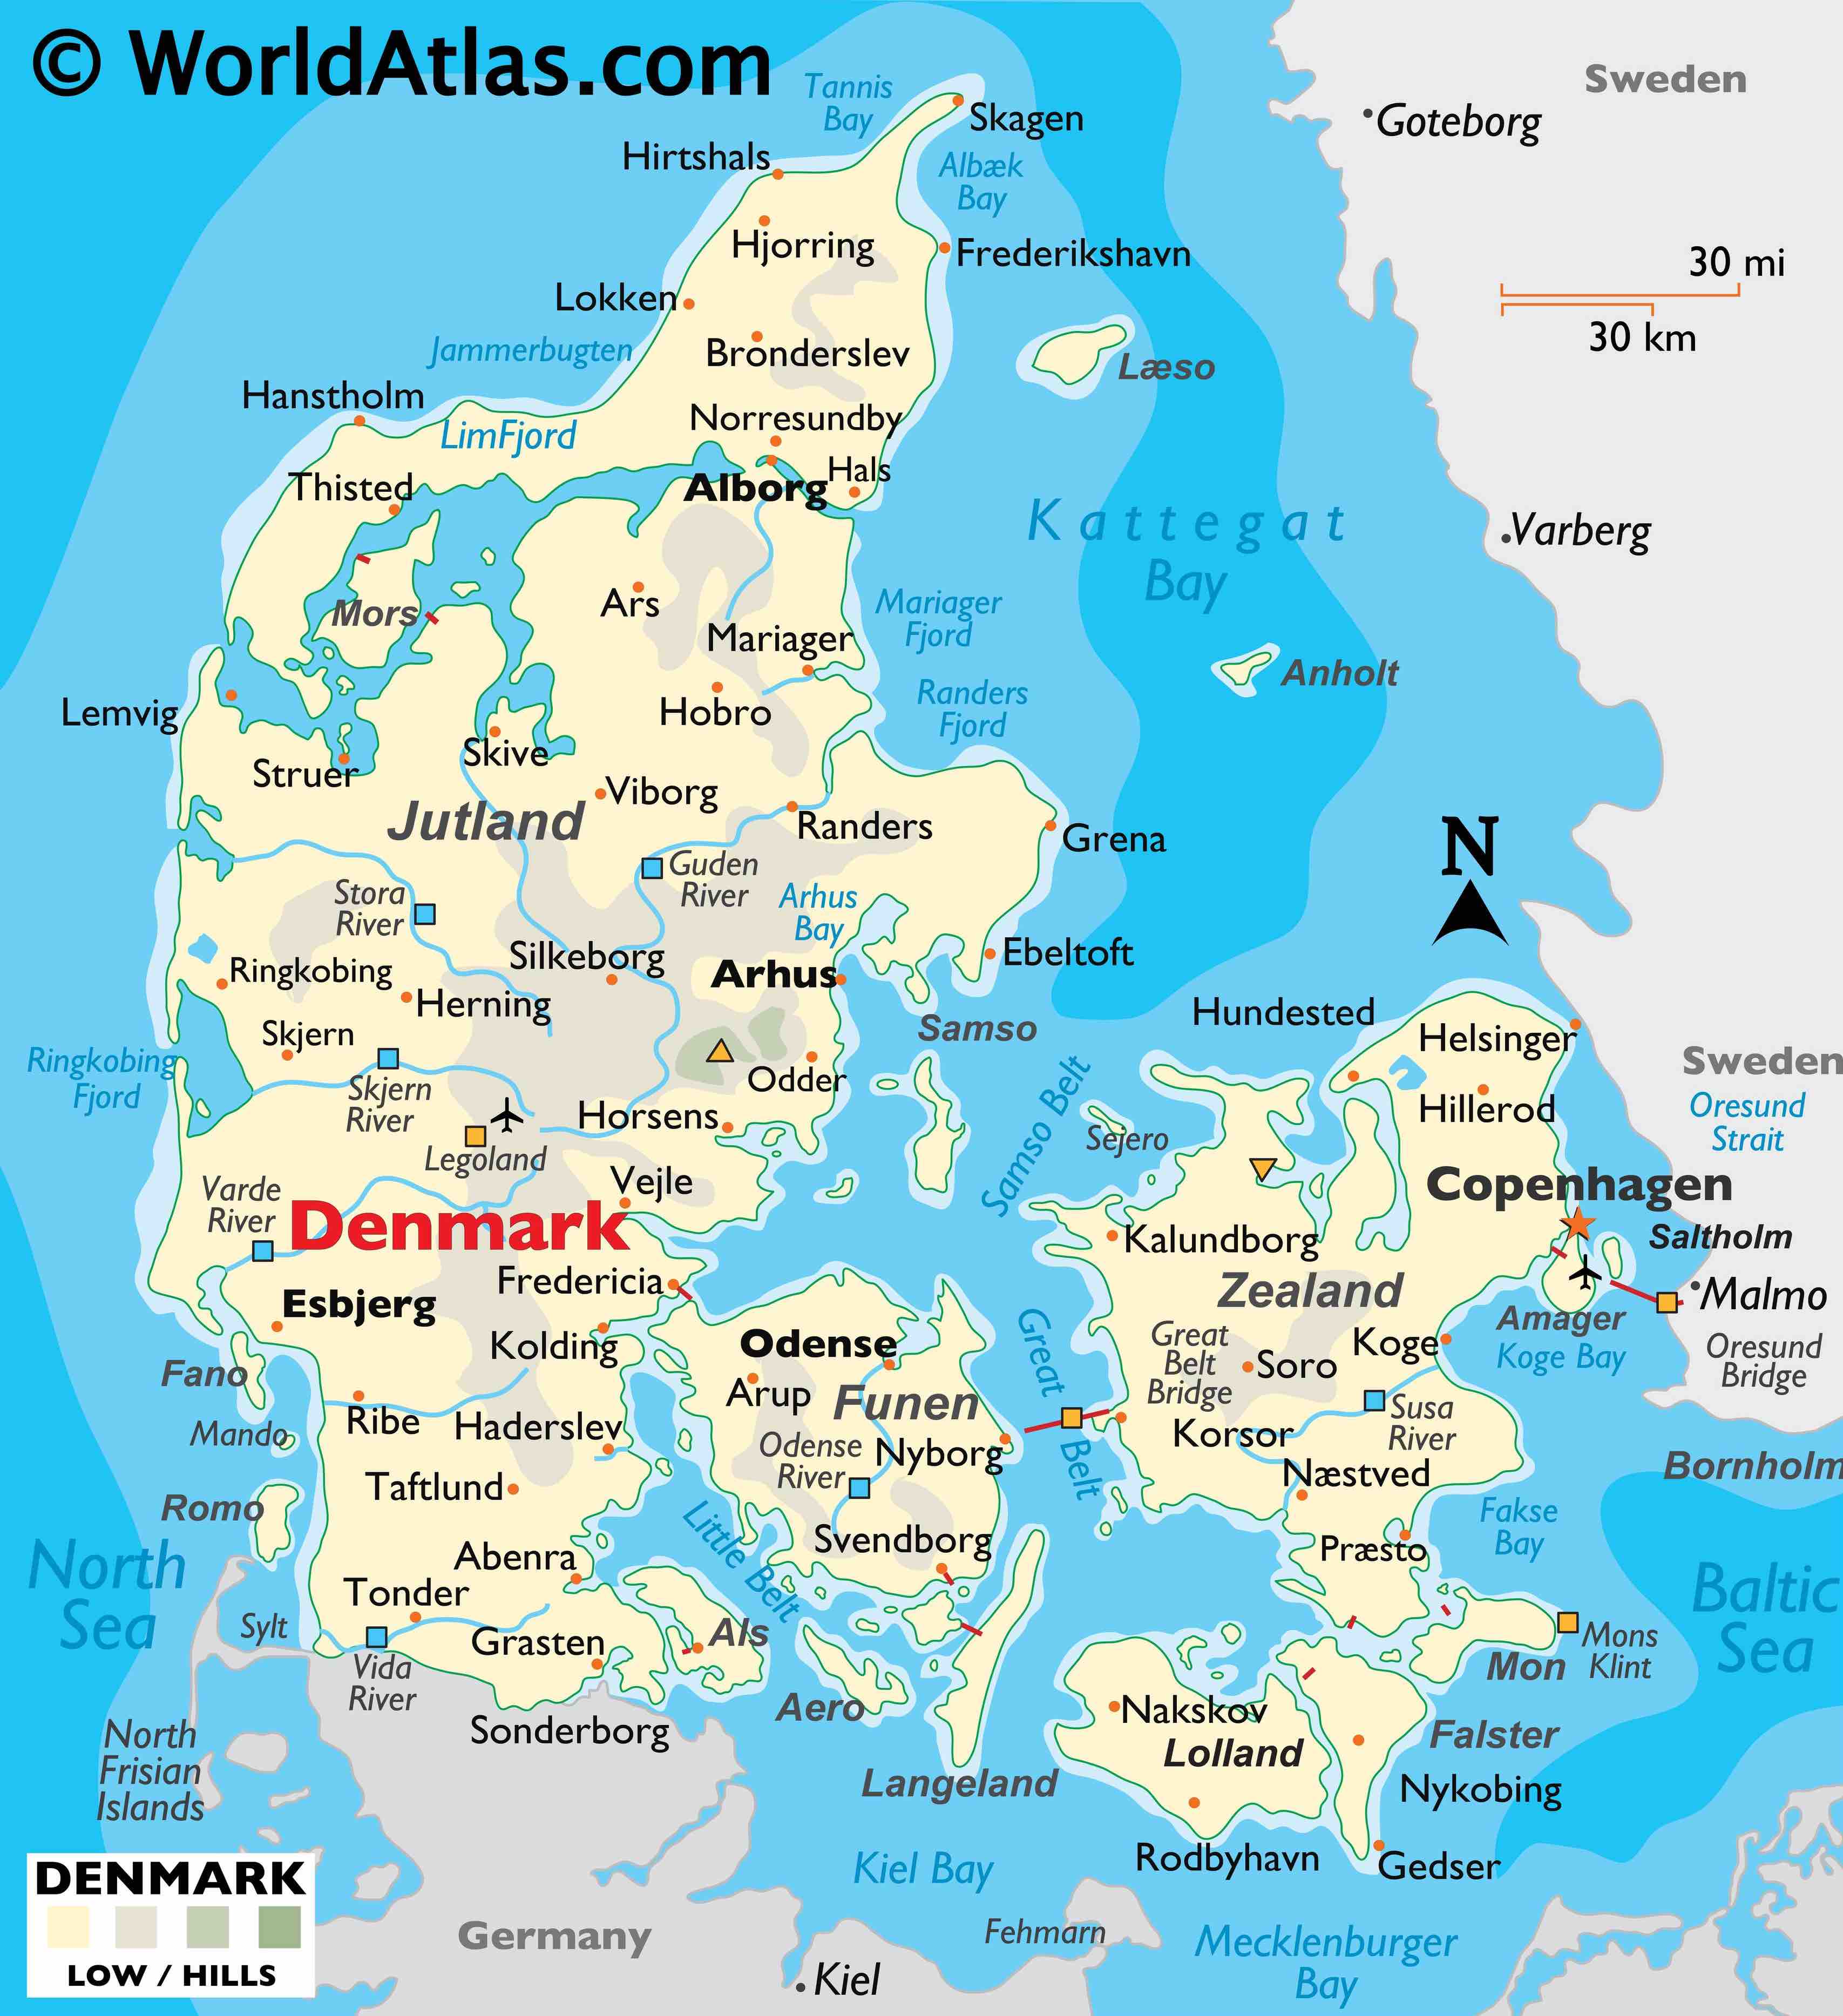 © WorldAtlas.com
Tannis
Bay
Skagen
Sweden
Goteborg
Hirtshals
Albæk
Bay
Hjorring
Frederikshavn
30 mi
30 km
Lokken
Jammerbugten
Bronderslev
Læso
Hanstholm
LimFjord
Norresundby
Hals
Alborg
Thisted
Kattegat
Bay
Varberg
Ars
Mors
Mariager
Mariager
Fjord
Anholt
Lemvig
Hobro
Randers
Fjord
Struer
Skive
Viborg
Jutland
Randers
Grena
N
Guden
River
Stora
River
Arhus
Bay
Silkeborg
Arhus
Ebeltoft
Ringkobing
Herning
Hundested
Helsinger
Samso
Skjern
Ringkobing
Fjord
Skjern
River
Odder
Samso Belt
Sejero
Hillerod
Sweden
Oresund
Strait
Horsens
Legoland
Vejle
Varde
River
Denmark
Copenhagen
Saltholm
Kalundborg
Zealand
Malmo
Fredericia
Esbjerg
Kolding
Odense
Great
Belt
Great
Belt
Bridge
Soro
Koge
Amager
Koge Bay
Oresund
Bridge
Fano
Arup
Funen
Mando
Ribe
Haderslev
Odense
River
Nyborg
Korsor
Susa
River
Næstved
Bornholm
Taftlund
Romo
Little Belt
Svendborg
Præsto
Fakse
Bay
North
Sea
Abenra
Tonder
Sylt
Grasten
Als
Baltic
Sea
Mons
Klint
Mon
Vida
River
Aero
Sonderborg
Nakskov
Lolland
Falster
North
Frisian
Islands
Langeland
Nykobing
Rodbyhavn
Gedser
Kiel Bay
DENMARK
LOW / HILLS
Germany
Fehmarn
Mecklenburger
Bay
Kiel